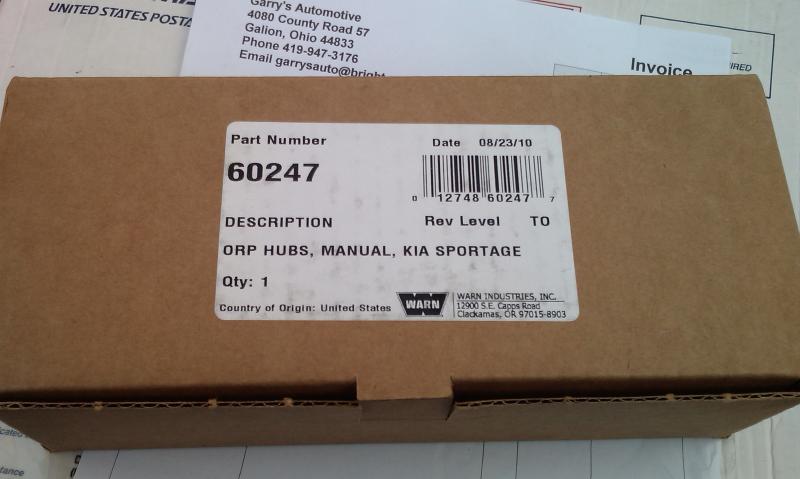 UNITED STATES POSTA
Garry's Automotive
4080 County Road 57
Galion, Ohio 44833
Phone 419-947-3176
Email garrysauto@bright
Invoice
IRED
Part Number
Date 08/23/10
60247
0 12748 60247 7
DESCRIPTION
Rev Level TO
ORP HUBS, MANUAL, KIA SPORTAGE
Qty: 1
Country of Origin: United States
WARN
WARN INDUSTRIES, INC.
12900 S.E. Capps Road
Clackamas, OR 97015-8903